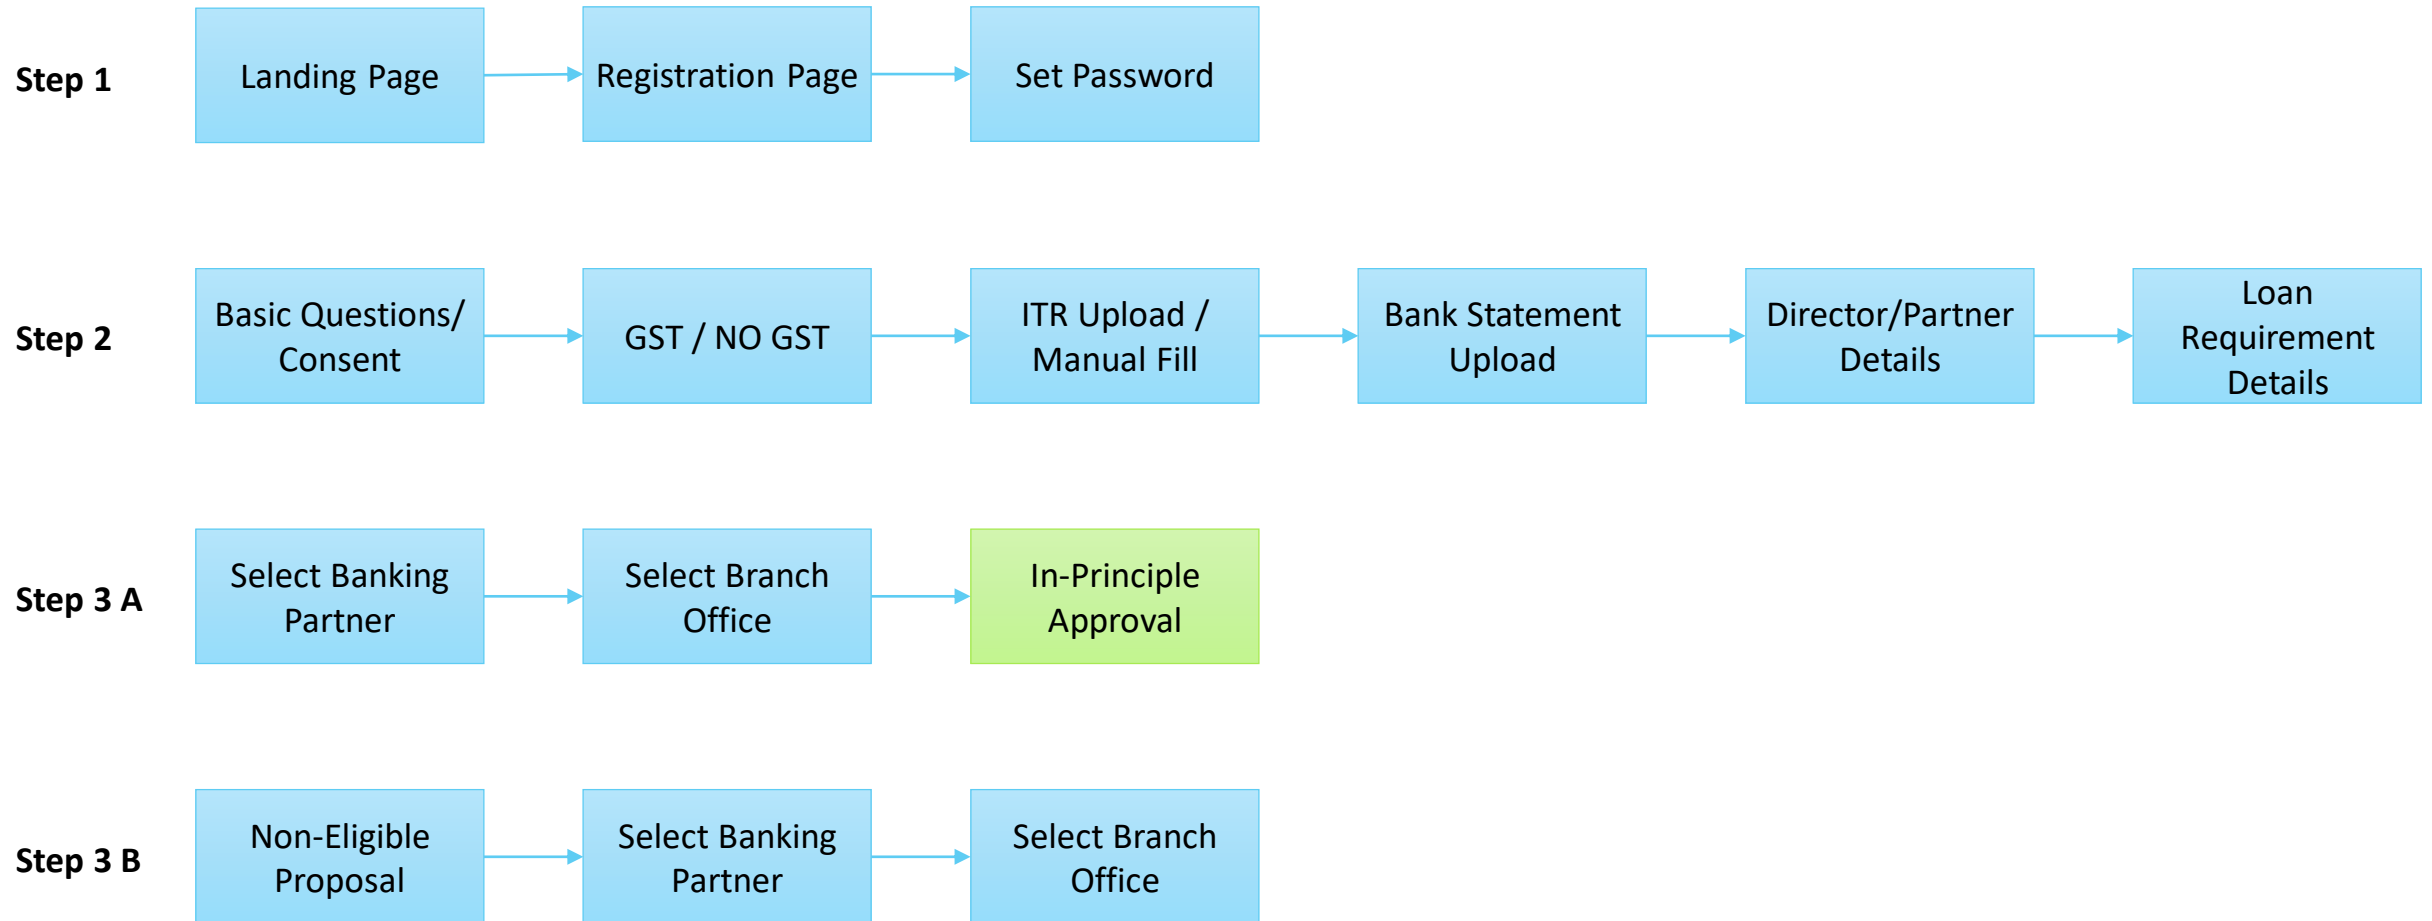 Step 1
Landing Page
Registration Page
Set Password
Step 2
Basic Questions/
Consent
GST / NO GST
ITR Upload /
Manual Fill
Bank Statement
Upload
Director/Partner
Details
Loan
Requirement
Details
Step 3 A
Select Banking
Partner
Select Branch
Office
In-Principle
Approval
Step 3 B
Non-Eligible
Proposal
Select Banking
Partner
Select Branch
Office